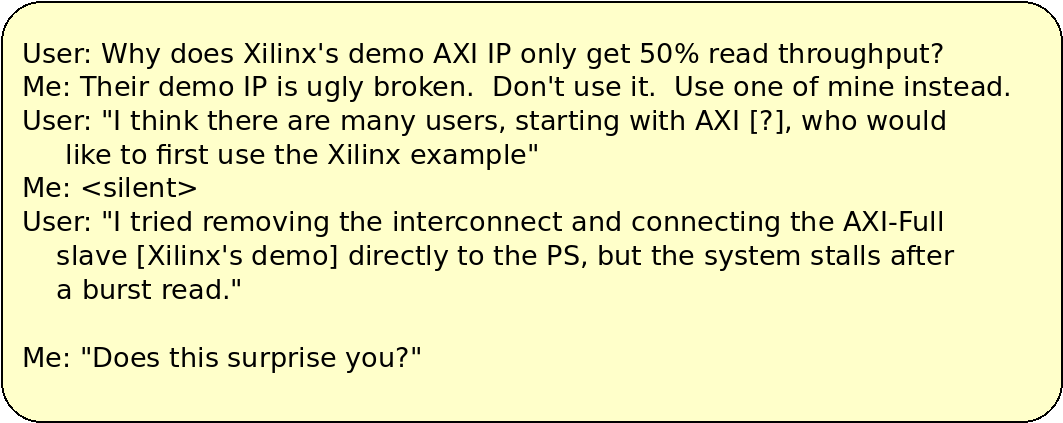 User: Why does Xilinx's demo AXI IP only get 50% read throughput?
Me: Their demo IP is ugly broken.  Don't use it.  Use one of mine instead.
User: "I think there are many users, starting with AXI [?], who would
like to first use the Xilinx example"
Me: <silent>
User: "I tried removing the interconnect and connecting the AXI-Full
slave [Xilinx's demo] directly to the PS, but the system stalls after
a burst read."
Me: "Does this surprise you?"